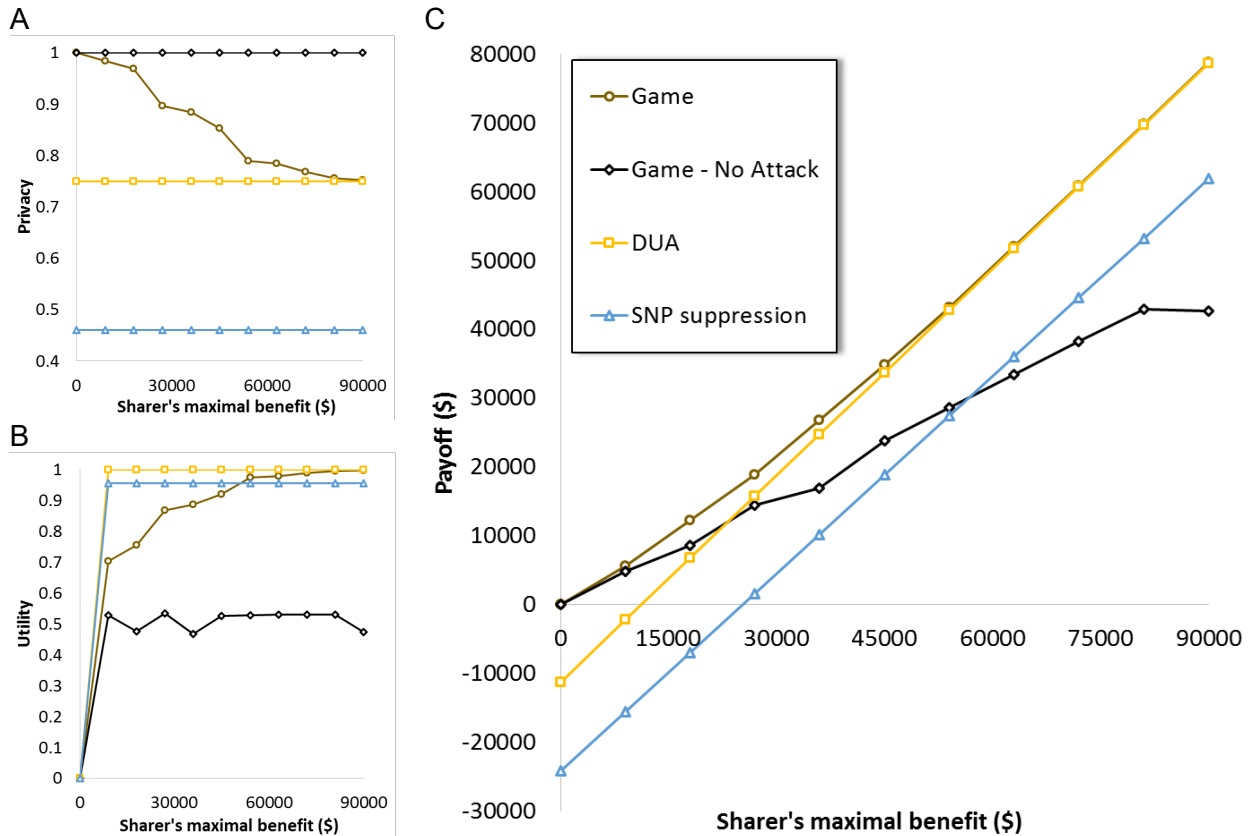 A
1
0.9
0.8
0.7
0.6
0.5
0.4
Privacy
0 30000 60000 90000
Sharer's maximal benefit ($)
B
1
0.9
0.8
0.7
0.6
0.5
0.4
0.3
0.2
0.1
0
Utility
0 30000 60000 90000
Sharer's maximal benefit ($)
C
80000
70000
60000
50000
40000
30000
20000
10000
0
-10000
-20000
-30000
Payoff ($)
Game
Game - No Attack
DUA
SNP suppression
0 15000 30000 45000 60000 75000 90000
Sharer's maximal benefit ($)